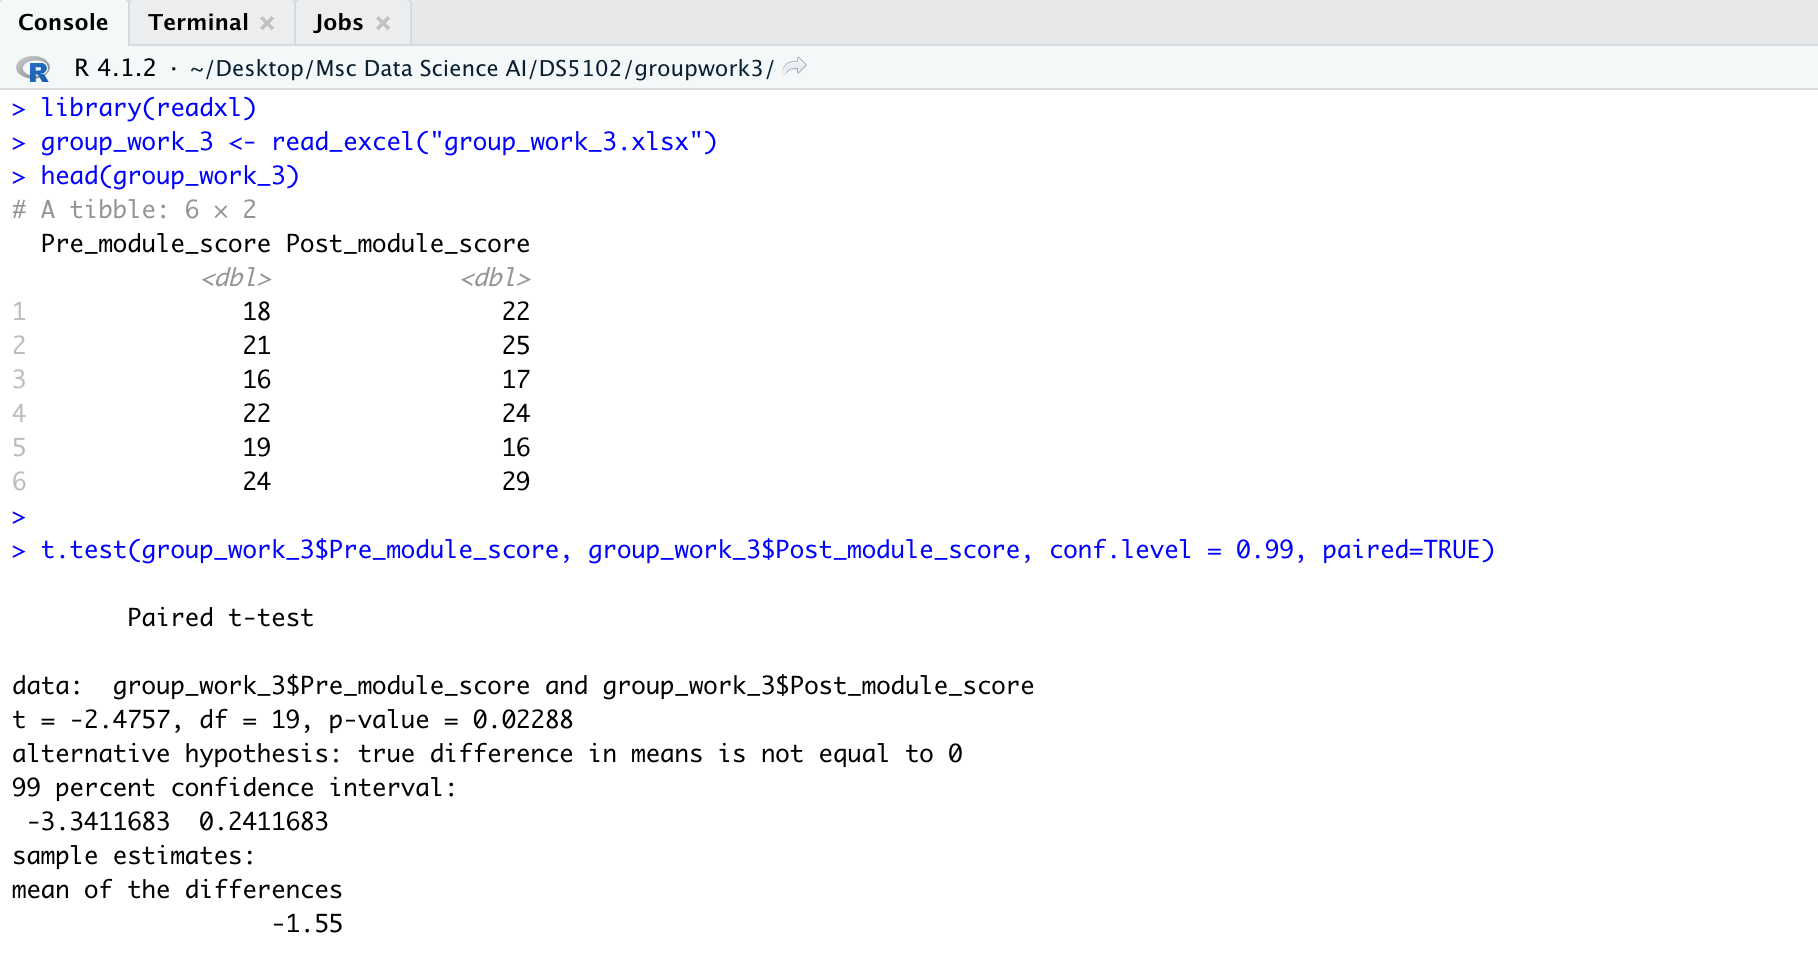 Console Terminal × Jobs ×
R R 4.1.2 · ~/Desktop/Msc Data Science AI/DS5102/groupwork3/
> library(readxl)
> group_work_3 <- read_excel("group_work_3.xlsx")
> head(group_work_3)
# A tibble: 6 × 2
  Pre_module_score Post_module_score
             <dbl>             <dbl>
1               18                22
2               21                25
3               16                17
4               22                24
5               19                16
6               24                29
>
> t.test(group_work_3$Pre_module_score, group_work_3$Post_module_score, conf.level = 0.99, paired=TRUE)
        Paired t-test
data:  group_work_3$Pre_module_score and group_work_3$Post_module_score
t = -2.4757, df = 19, p-value = 0.02288
alternative hypothesis: true difference in means is not equal to 0
99 percent confidence interval:
 -3.3411683  0.2411683
sample estimates:
mean of the differences
                  -1.55